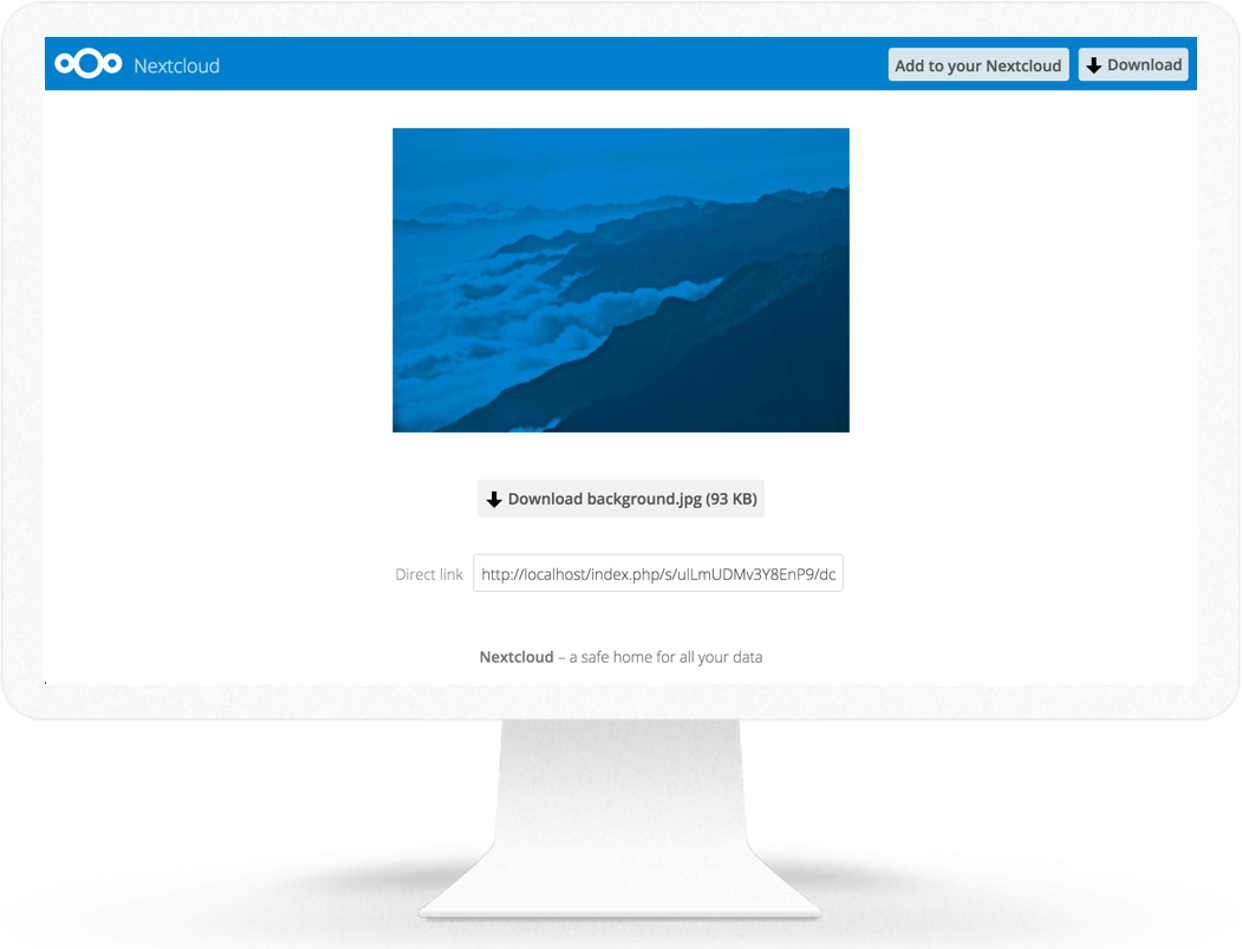 Nextcloud
Add to your Nextcloud
Download
Download background.jpg (93 KB)
Direct link http://localhost/index.php/s/ulLmUDMv3Y8EnP9/dc
Nextcloud – a safe home for all your data